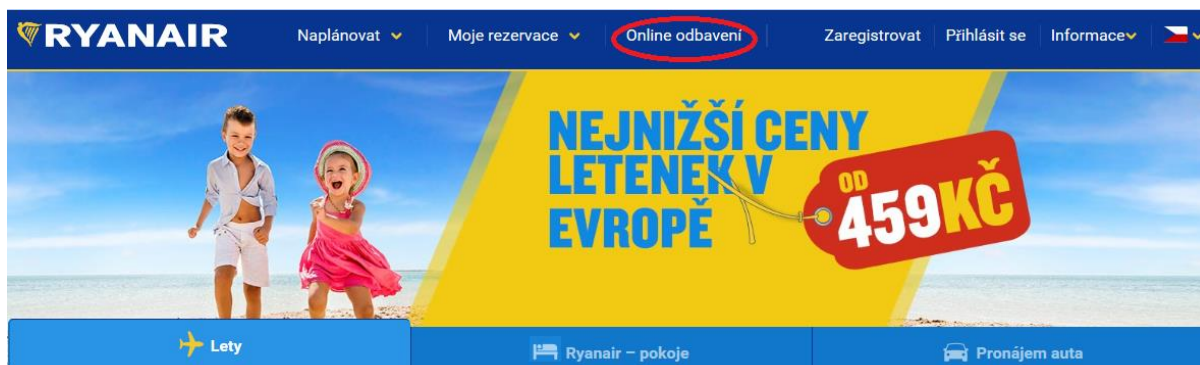 RYANAIR
Naplánovat
Moje rezervace
Online odbavení
Zaregistrovat
Přihlásit se
Informace
NEJNIŽŠÍ CENY
LETENEK V
EVROPĚ
OD
459KČ
Lety
Ryanair – pokoje
Pronájem auta